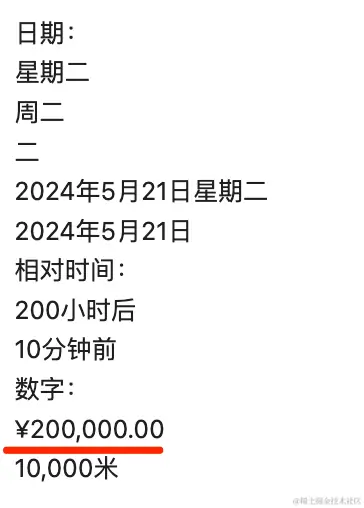 日期：
星期二
周二
二
2024年5月21日星期二
2024年5月21日
相对时间：
200小时后
10分钟前
数字：
¥200,000.00
10,000米
@稀土掘金技术社区